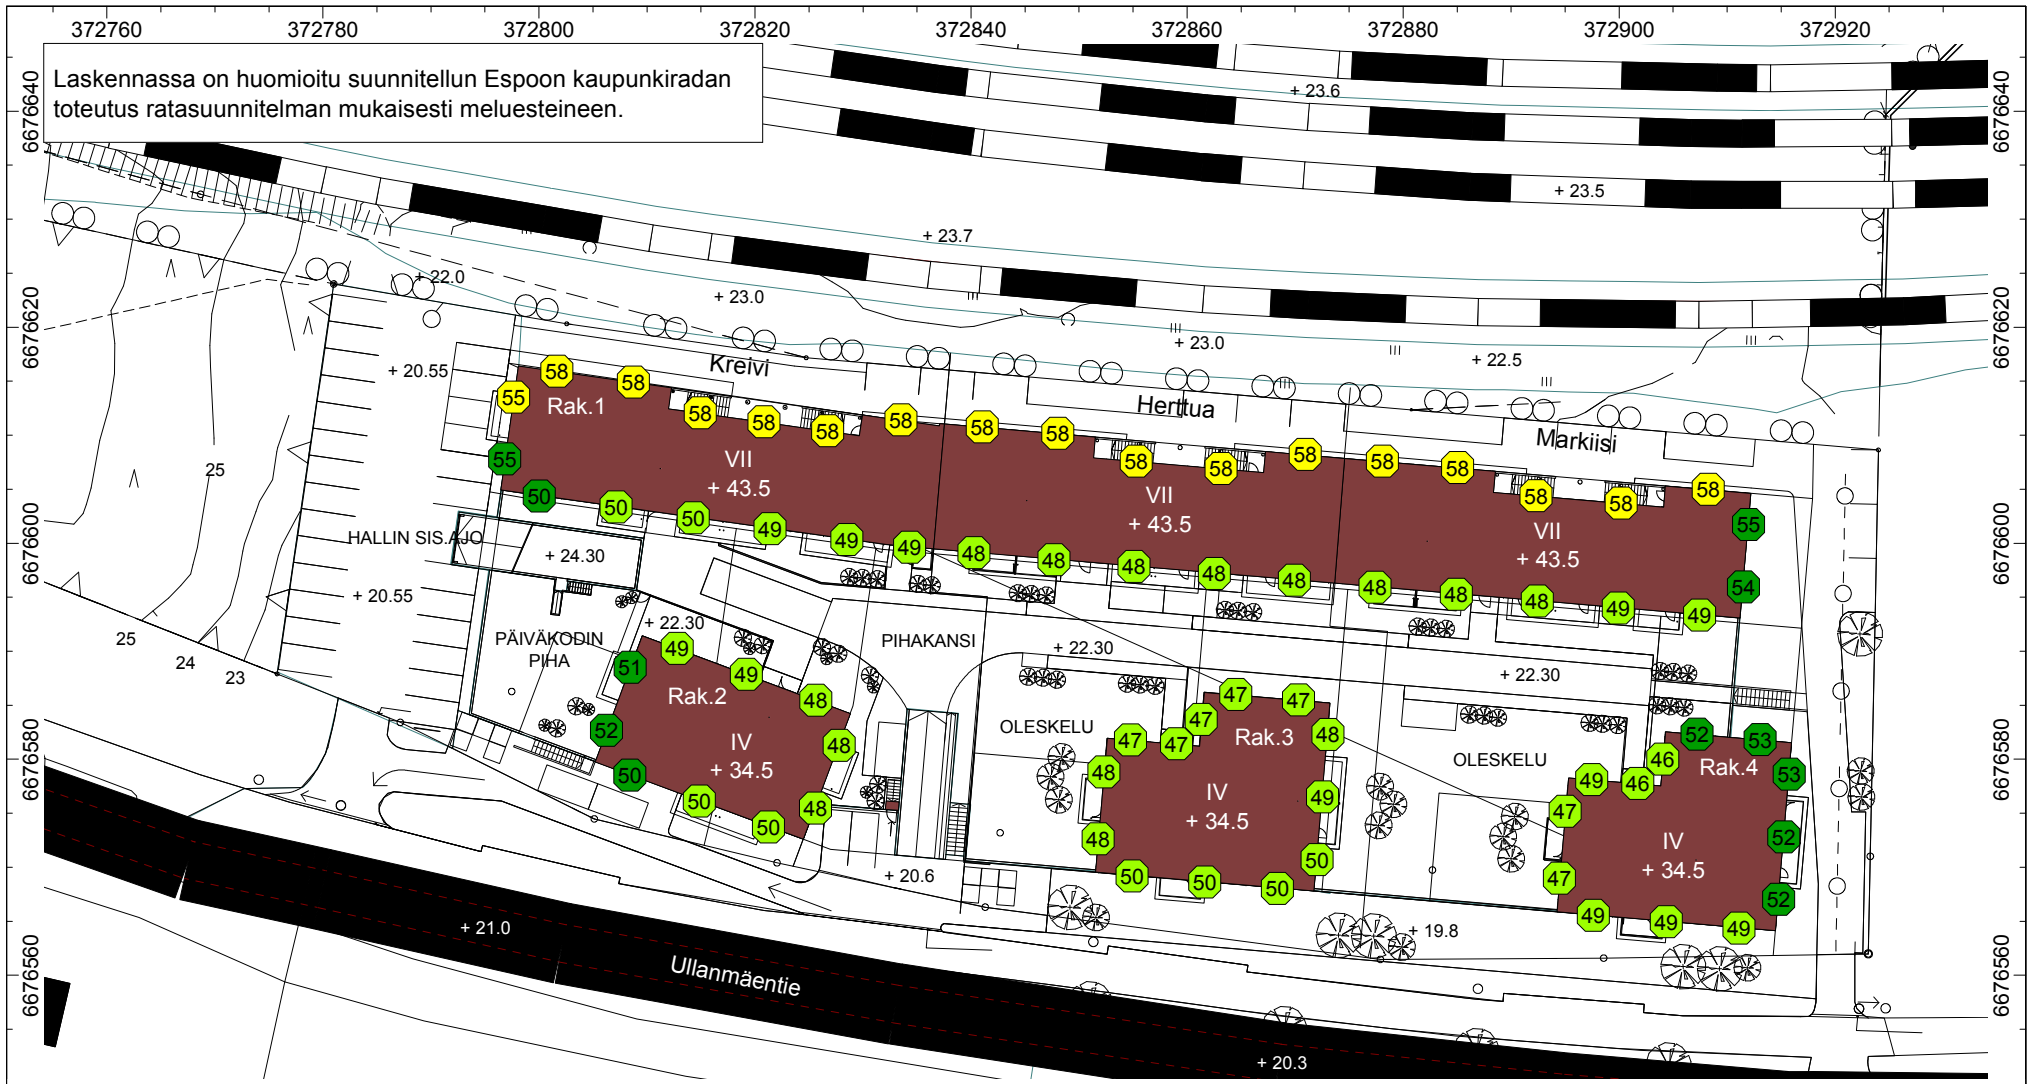 372760 372780 372800 372820 372840 372860 372880 372900 372920
Laskennassa on huomioitu suunnitellun Espoon kaupunkiradan
toteutus ratasuunnitelman mukaisesti meluesteineen.
6676640 + 23.6 6676640
+ 23.5
+ 23.7
+ 22.0
+ 23.0
6676620 6676620
+ 23.0
+ 22.5
+ 20.55
Kreivi
Herttua
Markiisi
58 58 58 58 58 58 58 58 58 58 58 58 58 58 58 58
55 Rak.1
55
25
VII
+ 43.5
VII
+ 43.5
VII
+ 43.5
55
54
50 50 50 49 49 49 48 48 48 48 48 48 48 48 49 49
6676600 6676600
HALLIN SIS.AJO
+ 24.30
+ 20.55
PÄIVÄKODIN
PIHA
+ 22.30
PIHAKANSI
+ 22.30
+ 22.30
25
24
23
49 49 48
51
Rak.2
52
IV
+ 34.5
48
50 50 50 48
6676580 6676580
OLESKELU
47 47 47 47 47
Rak.3
48
48
IV
+ 34.5
49
48
50
50 50 50
OLESKELU
52 53
46
Rak.4
49 46
53
47
IV
+ 34.5
52
47
52
49 49 49
+ 20.6
+ 19.8
+ 21.0
6676560 6676560
Ullanmäentie
+ 20.3